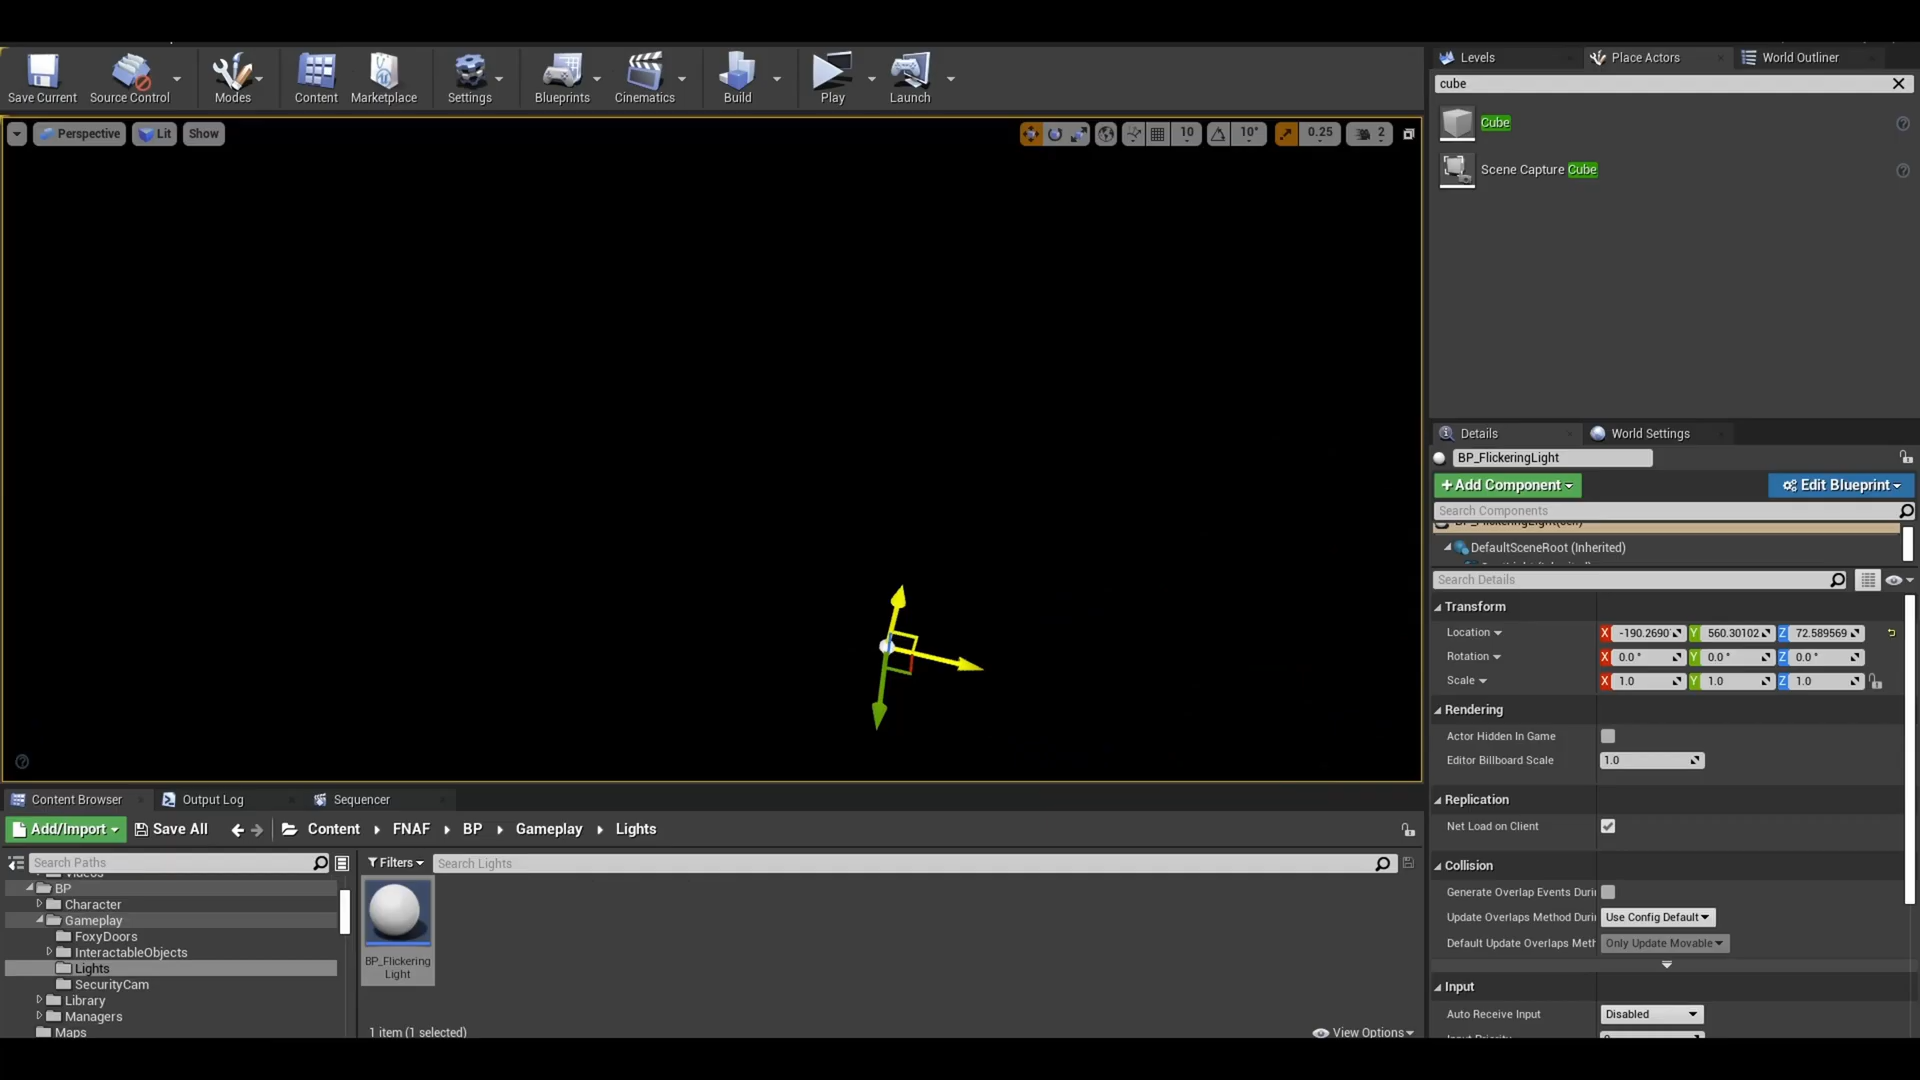 Save Current
Source Control
Modes
Content
Marketplace
Settings
Blueprints
Cinematics
Build
Play
Launch
Levels
Place Actors
World Outliner
cube
Cube
Scene Capture Cube
Perspective
Lit
Show
10
10°
0.25
2
Details
World Settings
BP_FlickeringLight
+Add Component
Edit Blueprint
Search Components
BP_FlickeringLight(self)
DefaultSceneRoot (Inherited)
Search Details
Transform
Location
X -190.2690
Y 560.30102
Z 72.589569
Rotation
X 0.0 °
Y 0.0 °
Z 0.0 °
Scale
X 1.0
Y 1.0
Z 1.0
Rendering
Actor Hidden In Game
Editor Billboard Scale
1.0
Replication
Net Load on Client
Collision
Generate Overlap Events Duri
Update Overlaps Method Duri
Use Config Default
Default Update Overlaps Meth
Only Update Movable
Input
Auto Receive Input
Disabled
Input Priority
Content Browser
Output Log
Sequencer
Add/Import
Save All
Content
FNAF
BP
Gameplay
Lights
Search Paths
Filters
Search Lights
Videos
BP
Character
Gameplay
FoxyDoors
InteractableObjects
Lights
SecurityCam
Library
Managers
Maps
BP_Flickering
Light
1 item (1 selected)
View Options